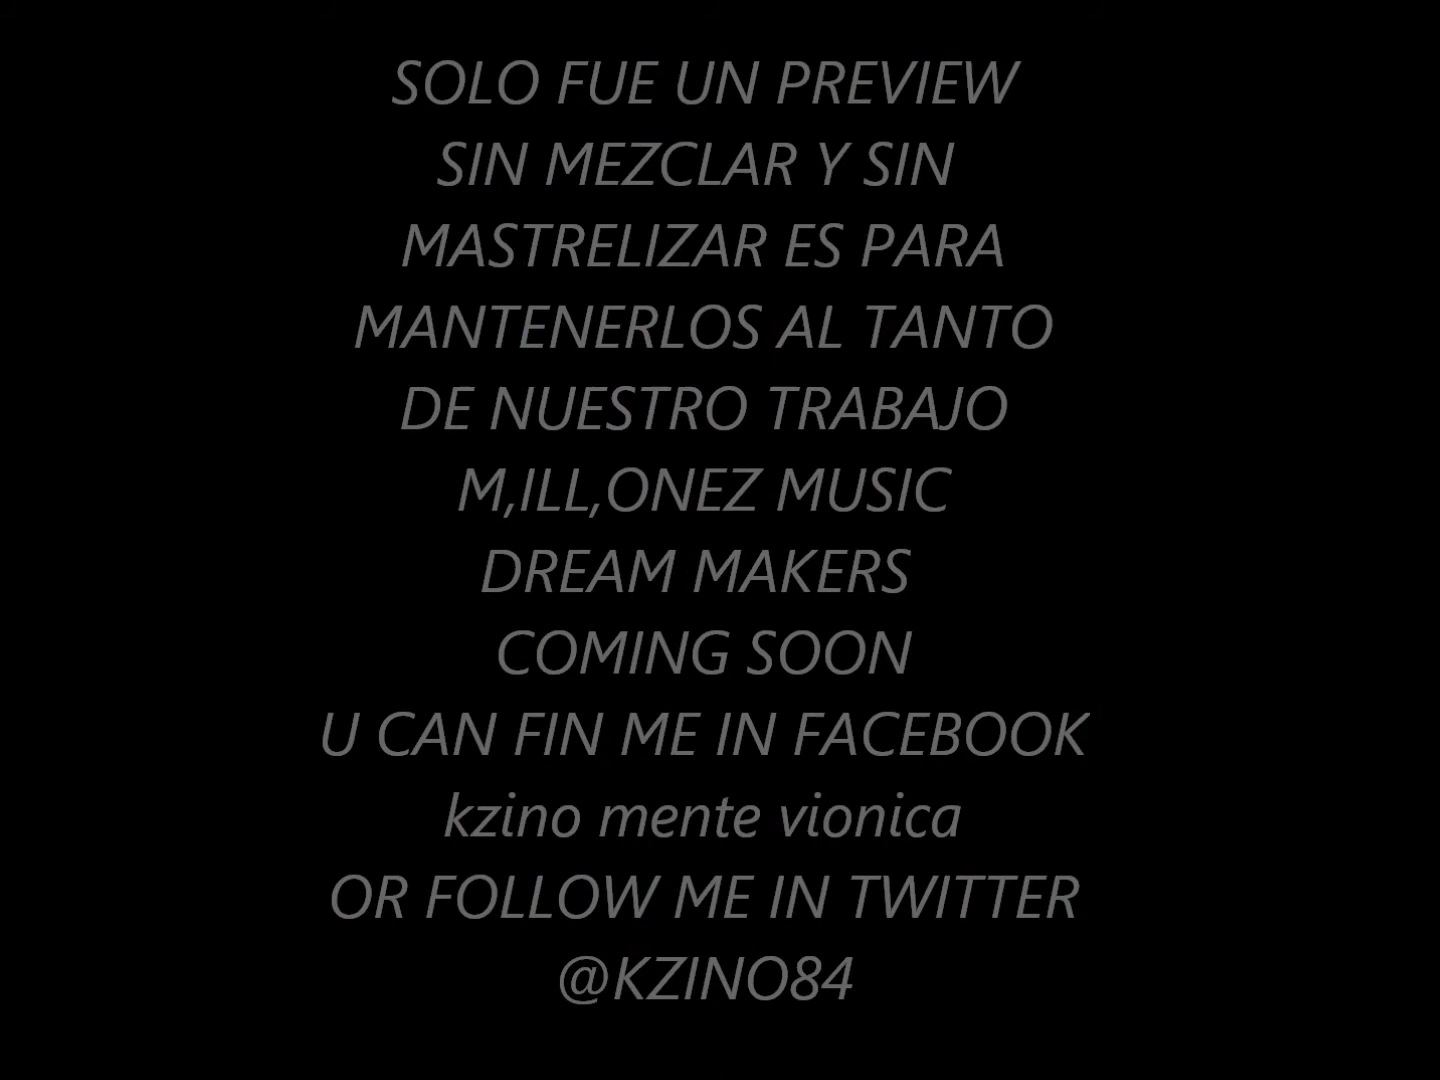 SOLO FUE UN PREVIEW
SIN MEZCLAR Y SIN
MASTRELIZAR ES PARA
MANTENERLOS AL TANTO
DE NUESTRO TRABAJO
M,ILL,ONEZ MUSIC
DREAM MAKERS
COMING SOON
U CAN FIN ME IN FACEBOOK
kzino mente vionica
OR FOLLOW ME IN TWITTER
@KZINO84